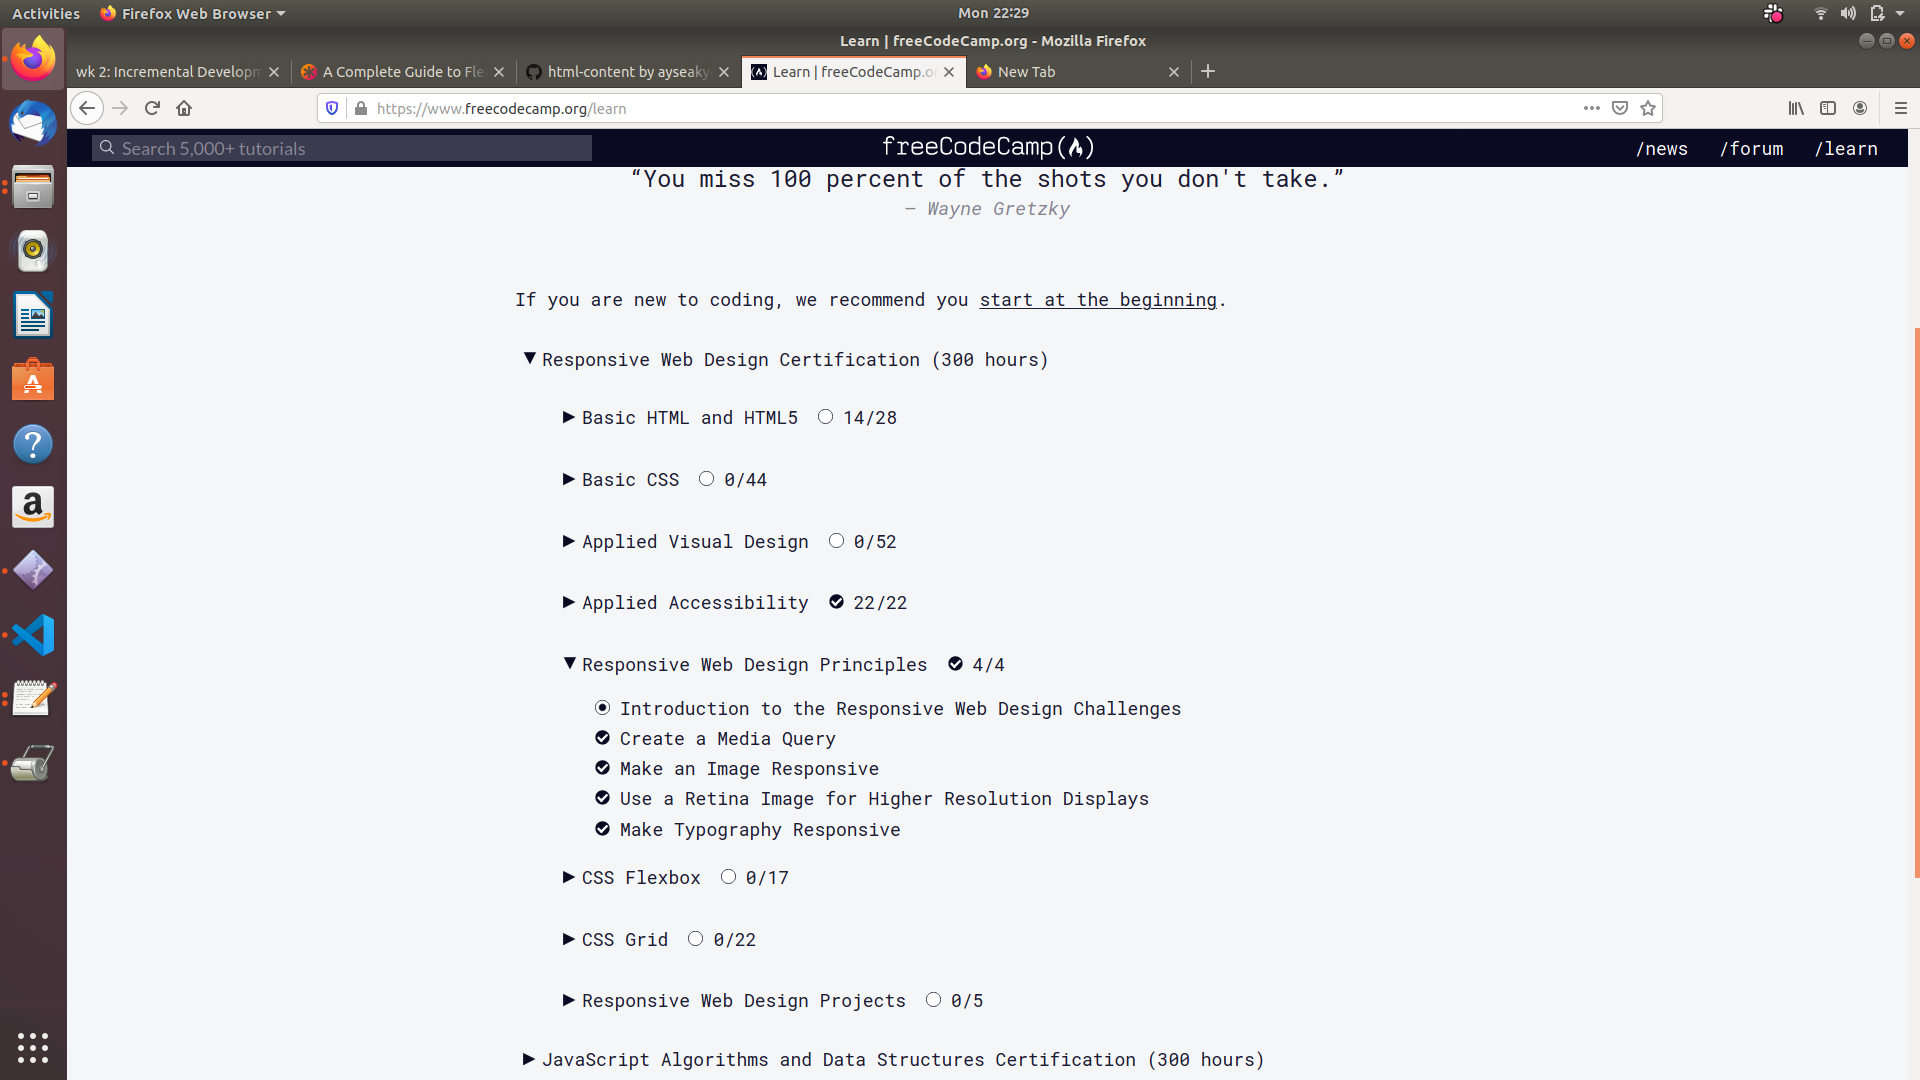 Activities Firefox Web Browser Mon 22:29
Learn | freeCodeCamp.org - Mozilla Firefox
wk 2: Incremental Developm A Complete Guide to Fle html-content by ayseaky Learn | freeCodeCamp.or New Tab
https://www.freecodecamp.org/learn
Search 5,000+ tutorials freeCodeCamp /news /forum /learn
“You miss 100 percent of the shots you don't take.”
— Wayne Gretzky
If you are new to coding, we recommend you start at the beginning.
Responsive Web Design Certification (300 hours)
Basic HTML and HTML5 14/28
Basic CSS 0/44
Applied Visual Design 0/52
Applied Accessibility 22/22
Responsive Web Design Principles 4/4
Introduction to the Responsive Web Design Challenges
Create a Media Query
Make an Image Responsive
Use a Retina Image for Higher Resolution Displays
Make Typography Responsive
CSS Flexbox 0/17
CSS Grid 0/22
Responsive Web Design Projects 0/5
JavaScript Algorithms and Data Structures Certification (300 hours)